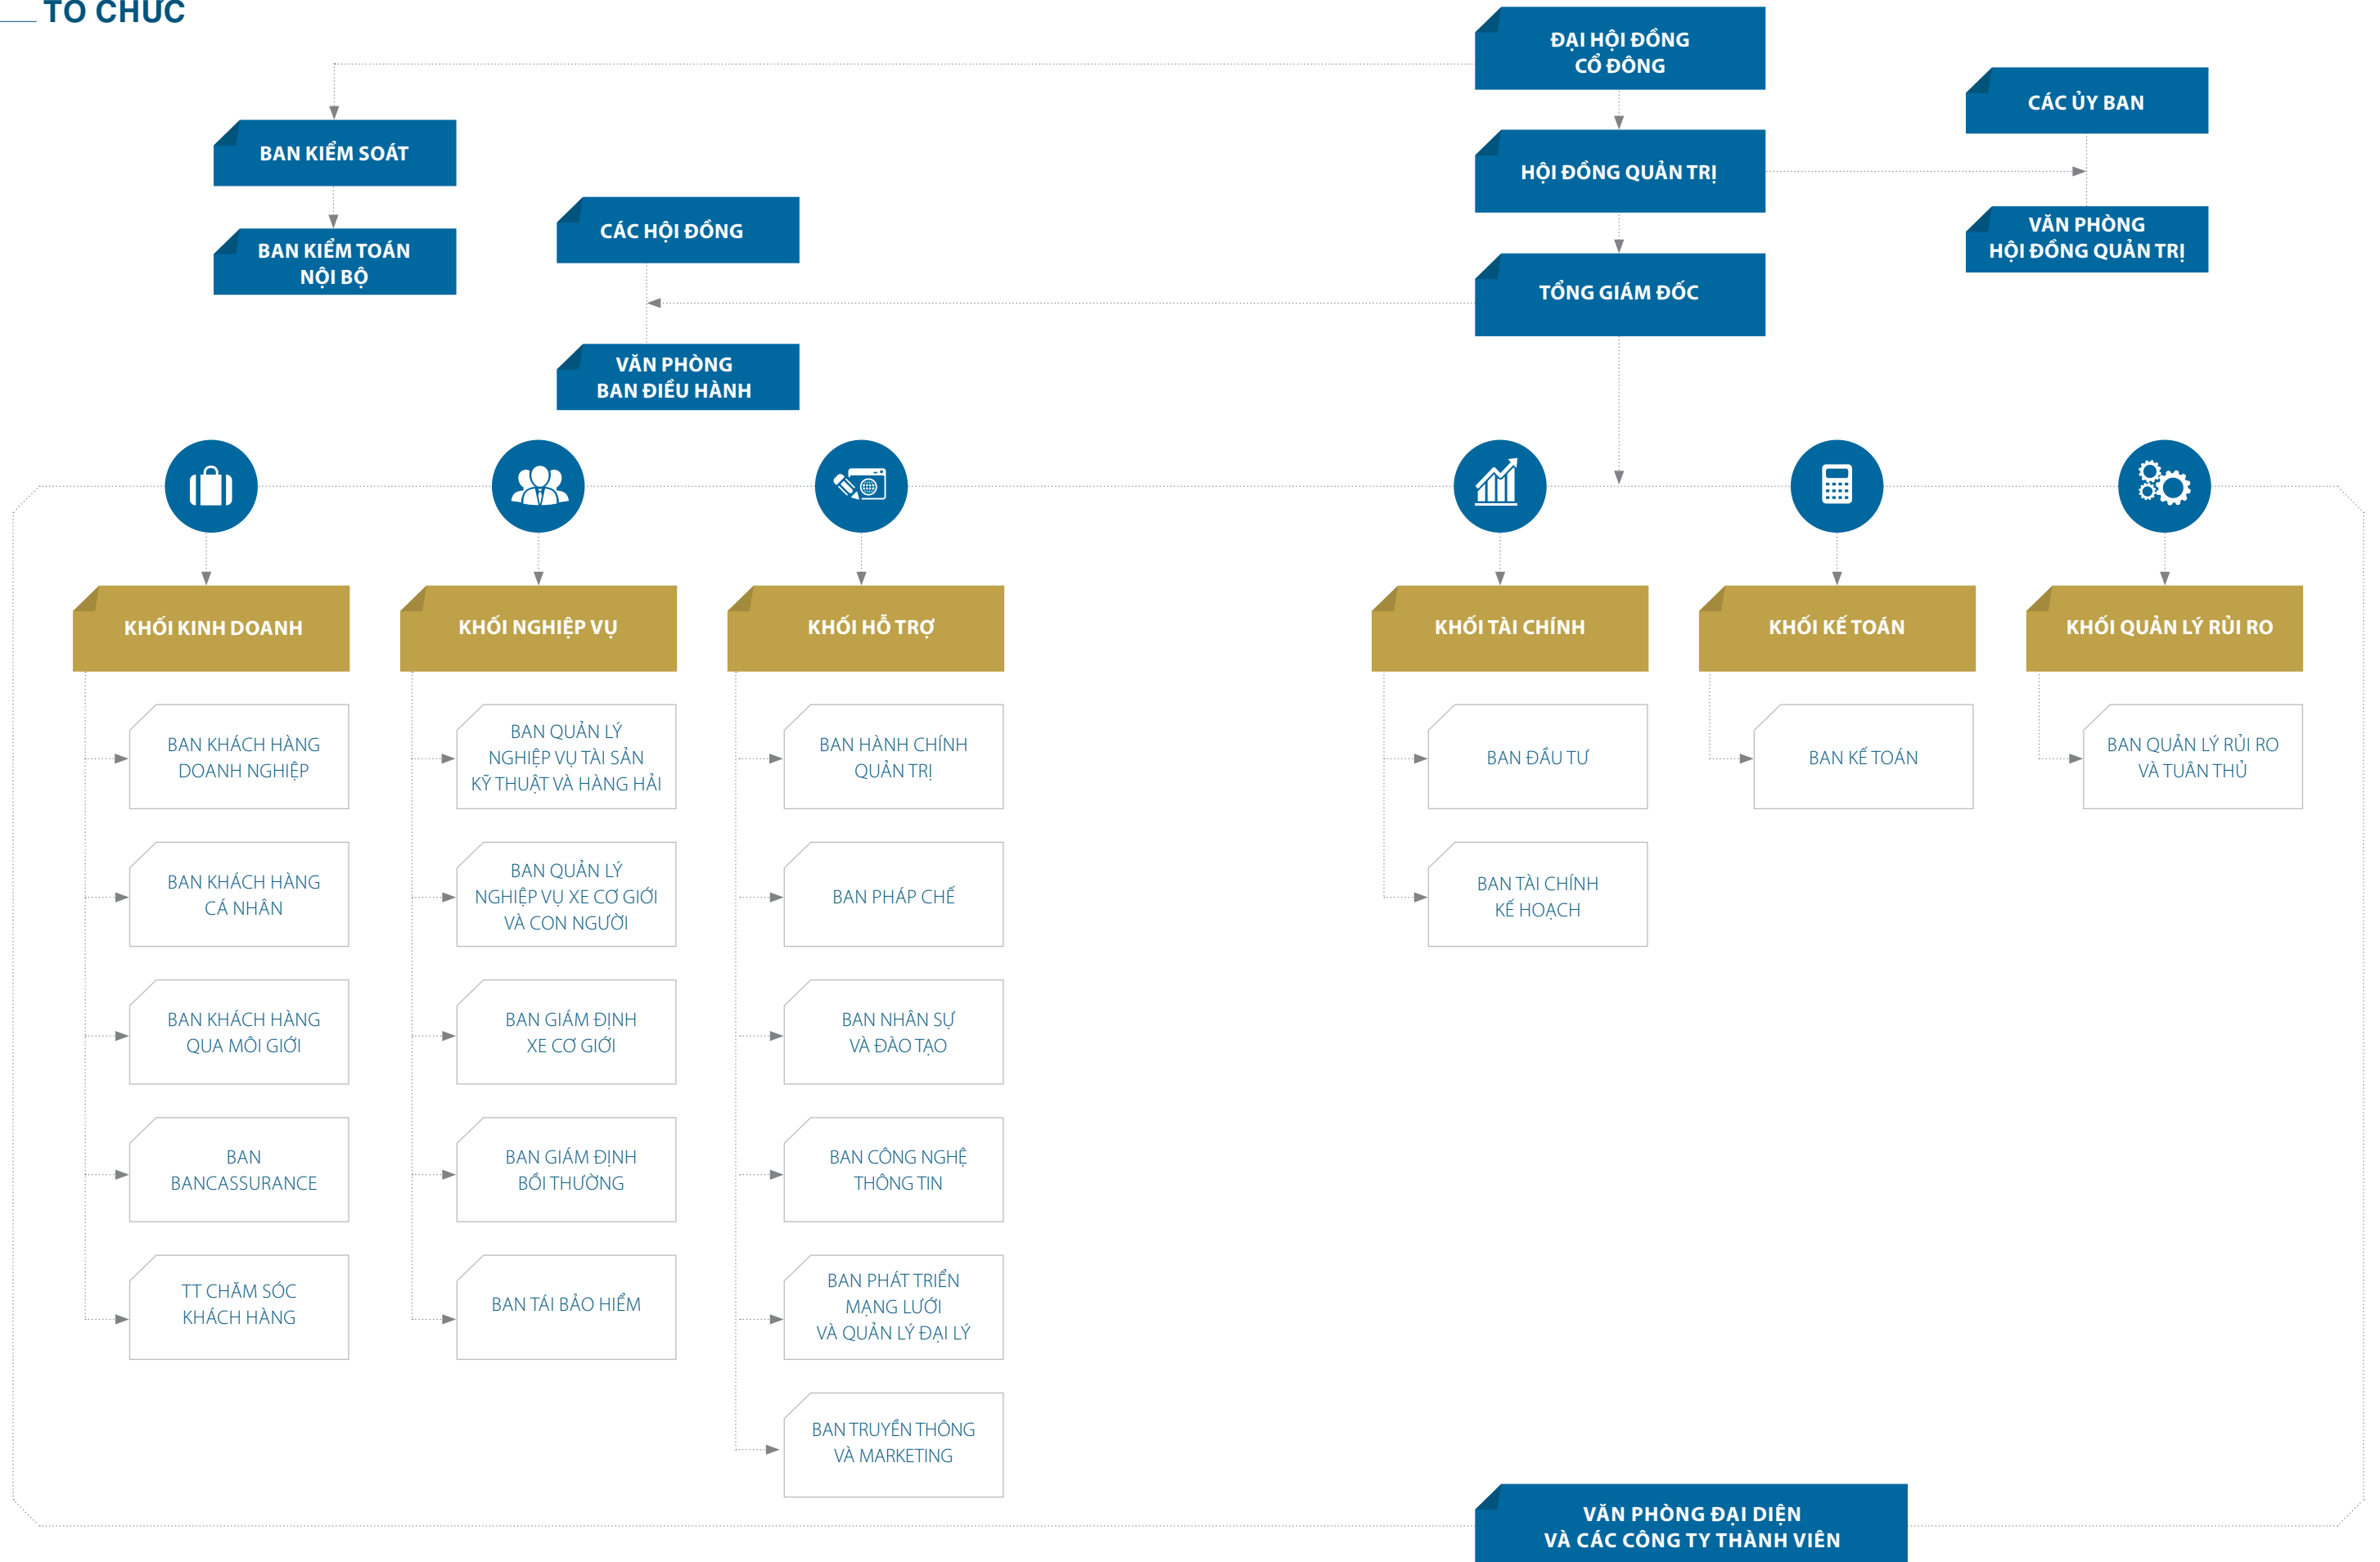 TỔ CHỨC
ĐẠI HỘI ĐỒNG
CỔ ĐÔNG
CÁC ỦY BAN
BAN KIỂM SOÁT
HỘI ĐỒNG QUẢN TRỊ
CÁC HỘI ĐỒNG
VĂN PHÒNG
HỘI ĐỒNG QUẢN TRỊ
BAN KIỂM TOÁN
NỘI BỘ
TỔNG GIÁM ĐỐC
VĂN PHÒNG
BAN ĐIỀU HÀNH
KHỐI KINH DOANH
BAN KHÁCH HÀNG
DOANH NGHIỆP
BAN KHÁCH HÀNG
CÁ NHÂN
BAN KHÁCH HÀNG
QUA MÔI GIỚI
BAN
BANCASSURANCE
TT CHĂM SÓC
KHÁCH HÀNG
KHỐI NGHIỆP VỤ
BAN QUẢN LÝ
NGHIỆP VỤ TÀI SẢN
KỸ THUẬT VÀ HÀNG HẢI
BAN QUẢN LÝ
NGHIỆP VỤ XE CƠ GIỚI
VÀ CON NGƯỜI
BAN GIÁM ĐỊNH
XE CƠ GIỚI
BAN GIÁM ĐỊNH
BỒI THƯỜNG
BAN TÁI BẢO HIỂM
KHỐI HỖ TRỢ
BAN HÀNH CHÍNH
QUẢN TRỊ
BAN PHÁP CHẾ
BAN NHÂN SỰ
VÀ ĐÀO TẠO
BAN CÔNG NGHỆ
THÔNG TIN
BAN PHÁT TRIỂN
MẠNG LƯỚI
VÀ QUẢN LÝ ĐẠI LÝ
BAN TRUYỀN THÔNG
VÀ MARKETING
KHỐI TÀI CHÍNH
BAN ĐẦU TƯ
BAN TÀI CHÍNH
KẾ HOẠCH
KHỐI KẾ TOÁN
BAN KẾ TOÁN
KHỐI QUẢN LÝ RỦI RO
BAN QUẢN LÝ RỦI RO
VÀ TUÂN THỦ
VĂN PHÒNG ĐẠI DIỆN
VÀ CÁC CÔNG TY THÀNH VIÊN